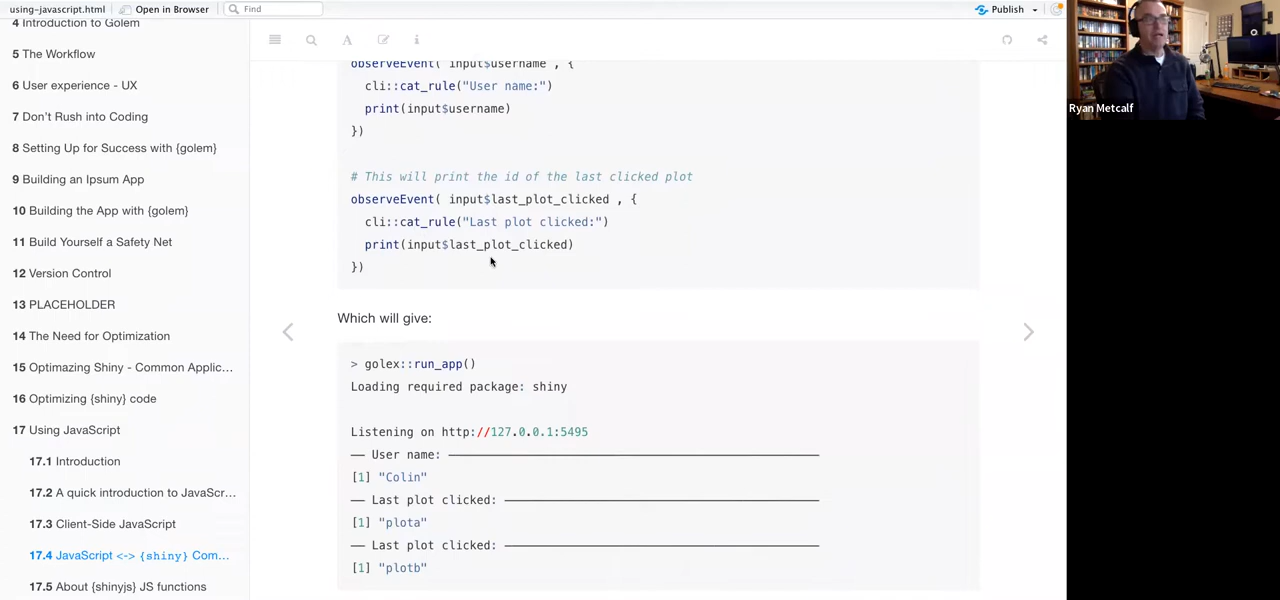 using-javascript.html
Open in Browser
Find
Publish
4 Introduction to Golem
5 The Workflow
6 User experience - UX
7 Don't Rush into Coding
8 Setting Up for Success with {golem}
9 Building an Ipsum App
10 Building the App with {golem}
11 Build Yourself a Safety Net
12 Version Control
13 PLACEHOLDER
14 The Need for Optimization
15 Optimazing Shiny - Common Applic...
16 Optimizing {shiny} code
17 Using JavaScript
17.1 Introduction
17.2 A quick introduction to JavaScr...
17.3 Client-Side JavaScript
17.4 JavaScript <-> {shiny} Com...
17.5 About {shinyjs} JS functions
observeEvent( input$username , {
cli::cat_rule("User name:")
print(input$username)
})
# This will print the id of the last clicked plot
observeEvent( input$last_plot_clicked , {
cli::cat_rule("Last plot clicked:")
print(input$last_plot_clicked)
})
Which will give:
> golex::run_app()
Loading required package: shiny
Listening on http://127.0.0.1:5495
── User name: ──────────────────────────
[1] "Colin"
── Last plot clicked: ──────────────────────
[1] "plota"
── Last plot clicked: ──────────────────────
[1] "plotb"
Ryan Metcalf